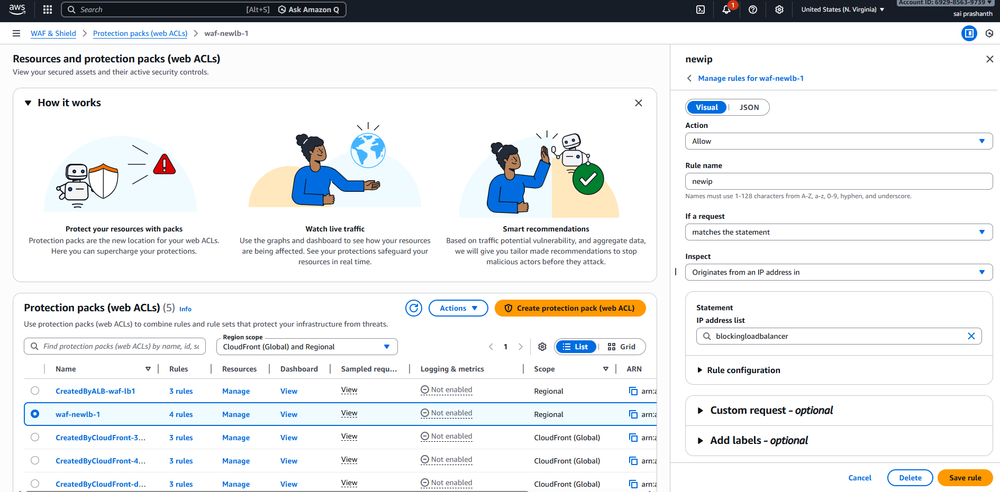 aws
Search
[Alt+S]
Ask Amazon Q
1
United States (N. Virginia)
Account ID: 6929-8563-9739
sai prashanth
WAF & Shield
Protection packs (web ACLs)
waf-newlb-1
Resources and protection packs (web ACLs)
View your secured assets and their active security controls.
How it works
Protect your resources with packs
Protection packs are the new location for your web ACLs.
Here you can supercharge your protections.
Watch live traffic
Use the graphs and dashboard to see how your resources
are being affected. See your protections safeguard your
resources in real time.
Smart recommendations
Based on traffic potential vulnerability, and aggregate data,
we will give you tailor made recommendations to stop
malicious actors before they attack.
Protection packs (web ACLs) (5) Info
Actions
Create protection pack (web ACL)
Use protection packs (web ACLs) to combine rules and rule sets that protect your infrastructure from threats.
Find protection packs (web ACLs) by name, id, sc
Region scope
CloudFront (Global) and Regional
1
List
Grid
Name Rules Resources Dashboard Sampled requ... Logging & metrics Scope ARN
CreatedByALB-waf-lb1 3 rules Manage View View Not enabled Regional arn:a
waf-newlb-1 4 rules Manage View View Not enabled Regional arn:a
CreatedByCloudFront-3... 3 rules Manage View View Not enabled CloudFront (Global) arn:a
CreatedByCloudFront-4... 3 rules Manage View View Not enabled CloudFront (Global) arn:a
CreatedByCloudFront-d... 3 rules Manage View View Not enabled CloudFront (Global) arn:a
newip
Manage rules for waf-newlb-1
Visual
JSON
Action
Allow
Rule name
newip
Names must use 1-128 characters from A-Z, a-z, 0-9, hyphen, and underscore.
If a request
matches the statement
Inspect
Originates from an IP address in
Statement
IP address list
blockingloadbalancer
Rule configuration
Custom request - optional
Add labels - optional
Cancel
Delete
Save rule